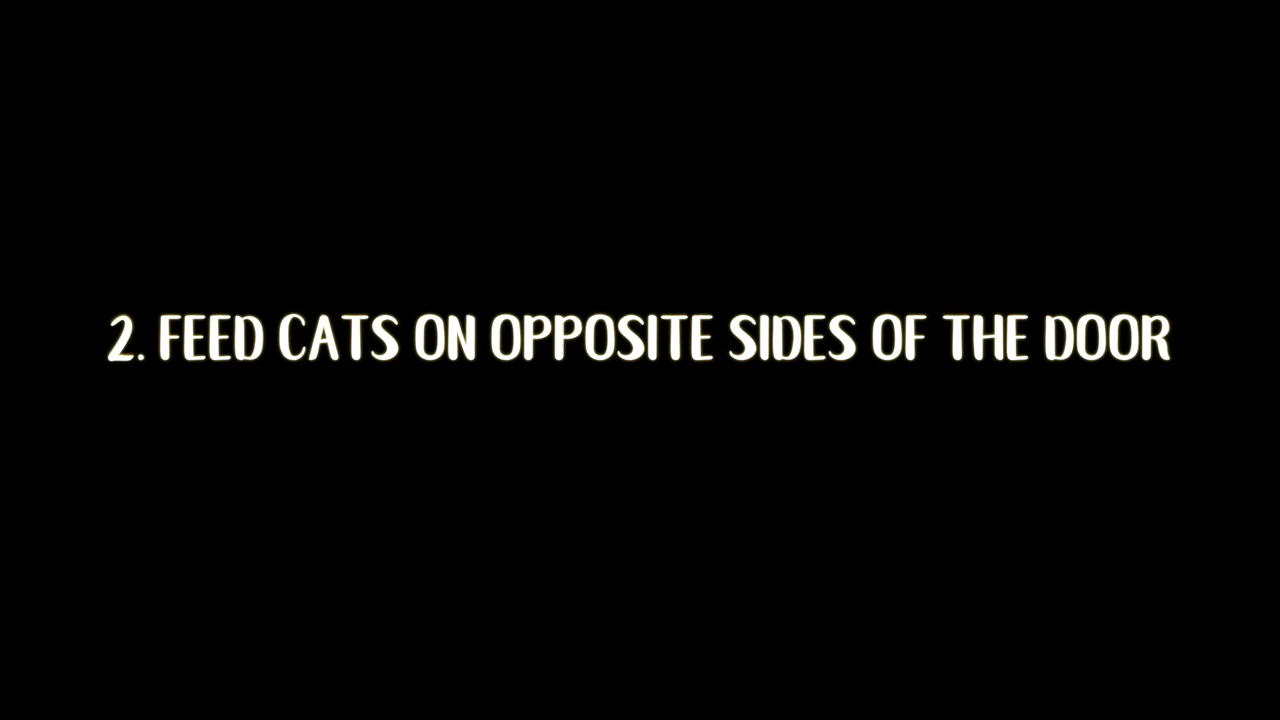 2. FEED CATS ON OPPOSITE SIDES OF THE DOOR